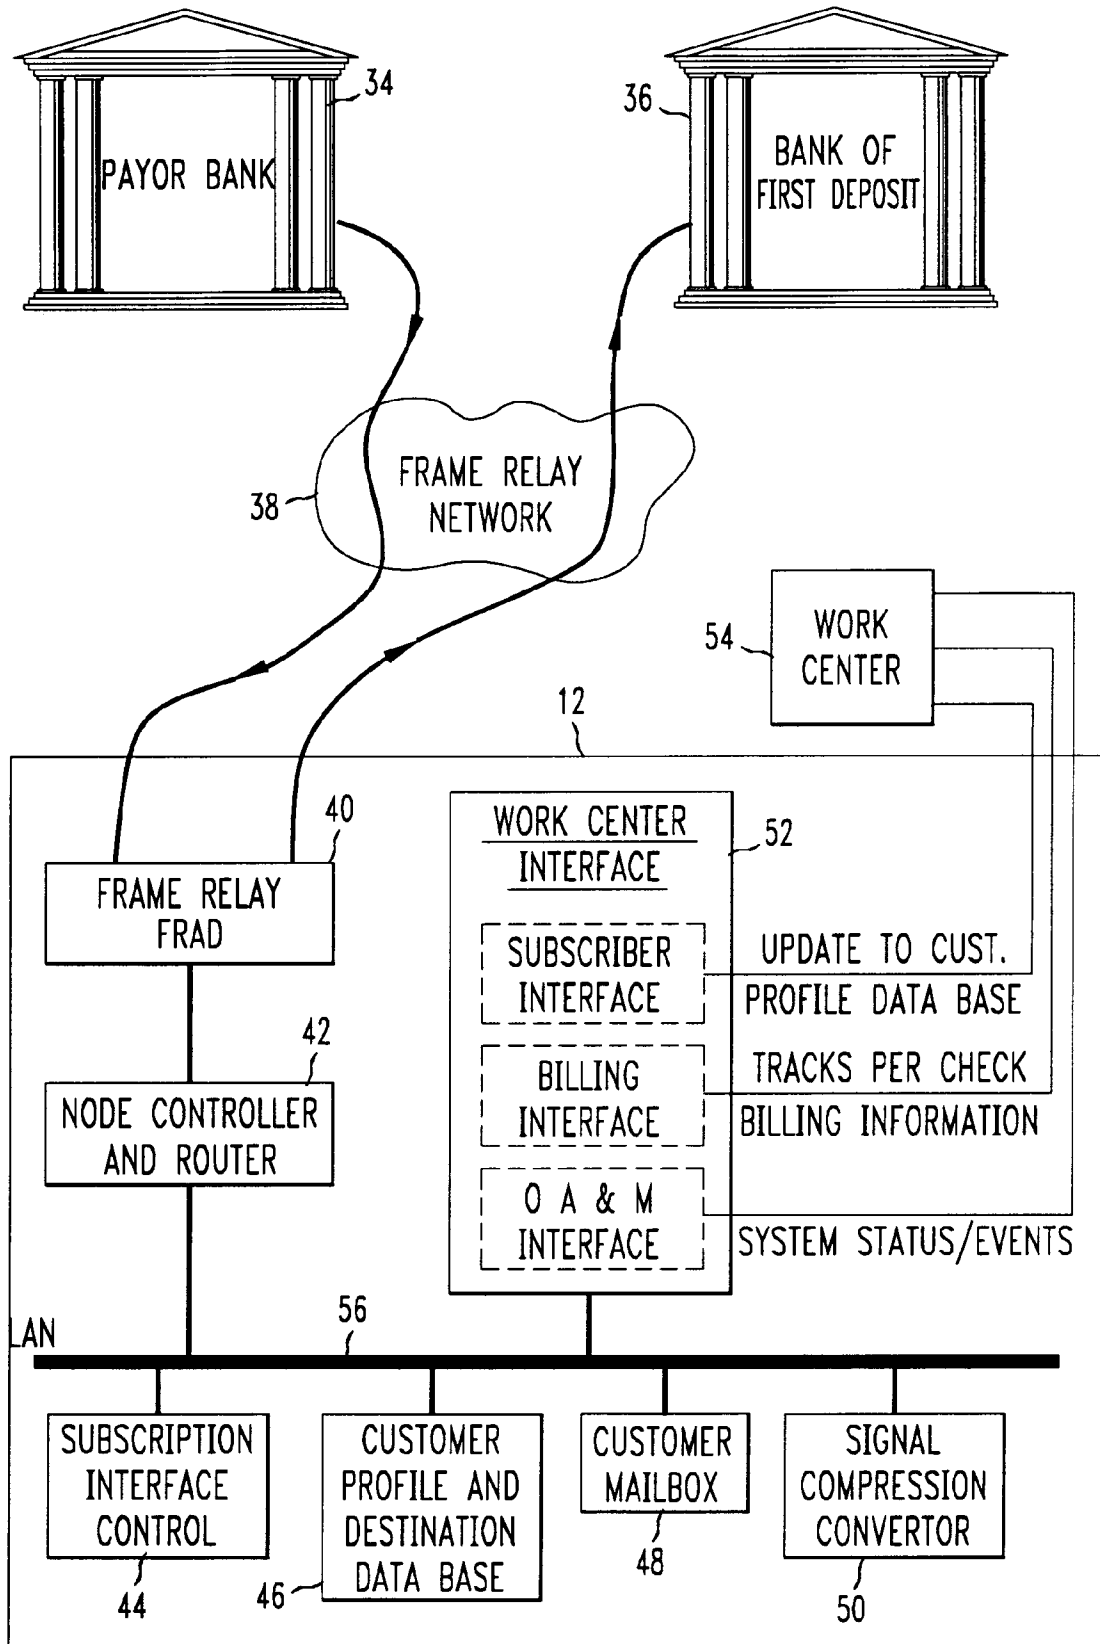 34
36
PAYOR BANK
BANK OF
FIRST DEPOSIT
FRAME RELAY
NETWORK
38
WORK
CENTER
54
12
40
FRAME RELAY
FRAD
WORK CENTER
INTERFACE
52
SUBSCRIBER
INTERFACE
UPDATE TO CUST.
PROFILE DATA BASE
42
NODE CONTROLLER
AND ROUTER
BILLING
INTERFACE
TRACKS PER CHECK
BILLING INFORMATION
O A & M
INTERFACE
SYSTEM STATUS/EVENTS
LAN
56
SUBSCRIPTION
INTERFACE
CONTROL
44
CUSTOMER
PROFILE AND
DESTINATION
DATA BASE
46
CUSTOMER
MAILBOX
48
SIGNAL
COMPRESSION
CONVERTOR
50